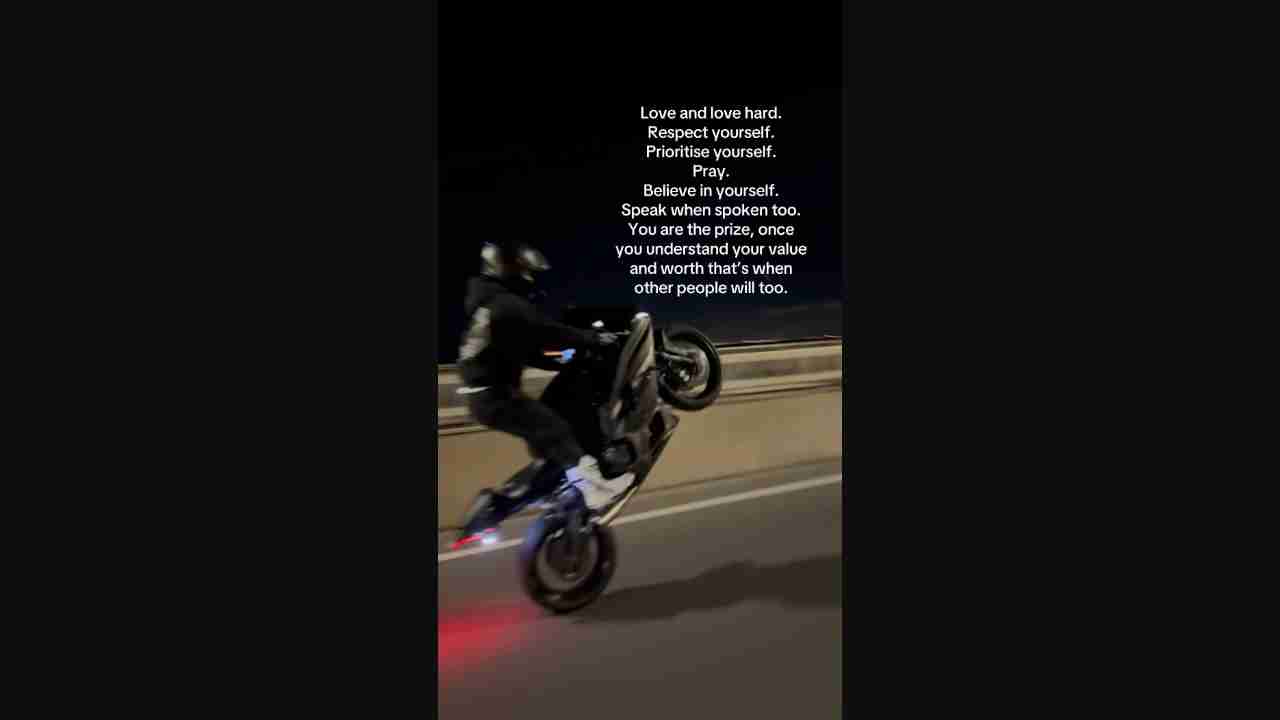 Love and love hard.
Respect yourself.
Prioritise yourself.
Pray.
Believe in yourself.
Speak when spoken too.
You are the prize, once
you understand your value
and worth that's when
other people will too.